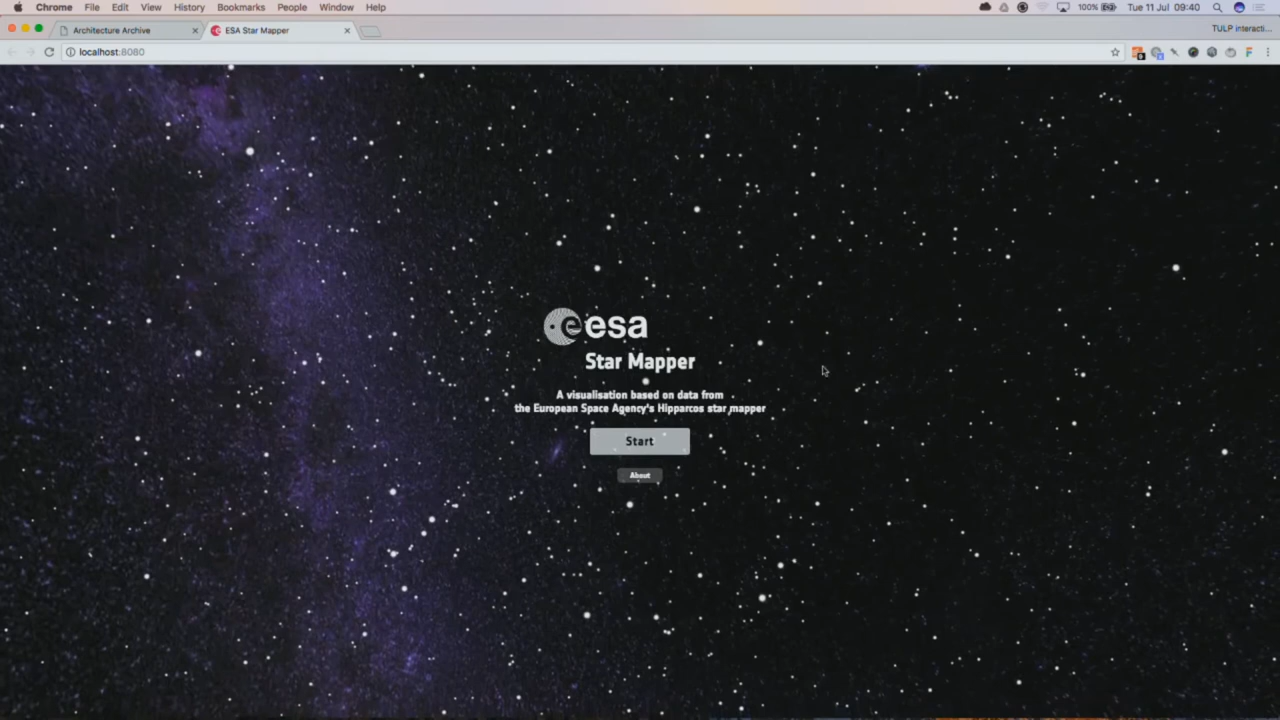 Chrome File Edit View History Bookmarks People Window Help 100% Tue 11 Jul 09:40
Architecture Archive ESA Star Mapper TULP interacti...
localhost:8080
esa
Star Mapper
A visualisation based on data from
the European Space Agency's Hipparcos star mapper
Start
About